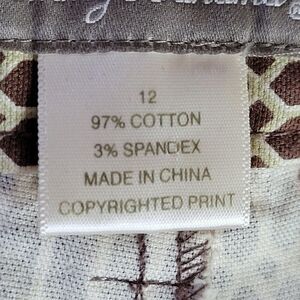 12
97% COTTON
3% SPANDEX
MADE IN CHINA
COPYRIGHTED PRINT